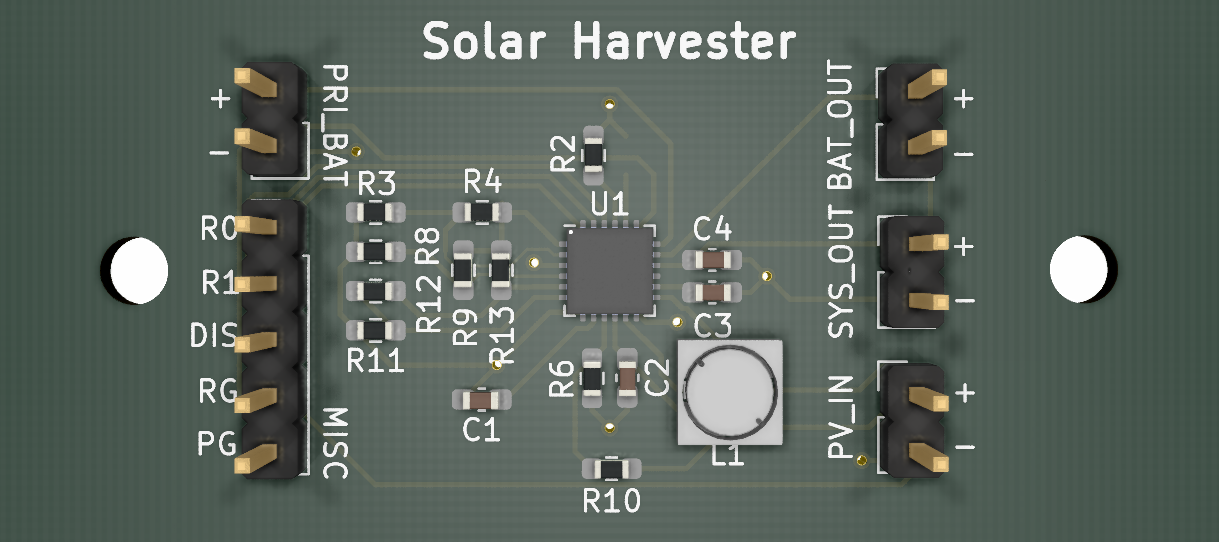 Solar Harvester
+
−
PRI_BAT
R2
BAT_OUT
+
−
R3
R4
U1
R0
R8
C4
SYS_OUT
+
−
R1
R12
R9
R13
C3
DIS
R11
R6
C2
RG
PV_IN
+
−
C1
L1
PG
MISC
R10